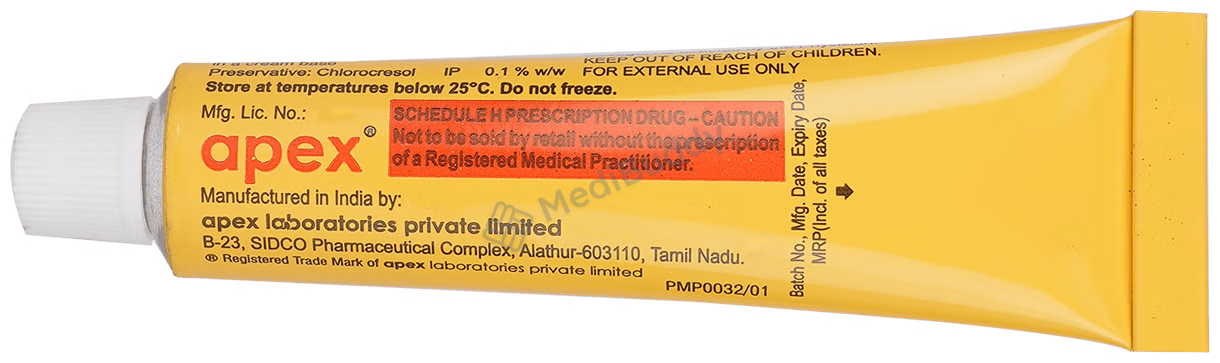 in a cream base
KEEP OUT OF REACH OF CHILDREN.
Preservative: Chlorocresol IP 0.1 % w/w FOR EXTERNAL USE ONLY
Store at temperatures below 25°C. Do not freeze.
Mfg. Lic. No.:
SCHEDULE H PRESCRIPTION DRUG – CAUTION
Not to be sold by retail without the prescription
of a Registered Medical Practitioner.
apex®
Manufactured in India by:
apex laboratories private limited
B-23, SIDCO Pharmaceutical Complex, Alathur-603110, Tamil Nadu.
® Registered Trade Mark of apex laboratories private limited
PMP0032/01
Batch No., Mfg. Date, Expiry Date,
MRP(Incl. of all taxes)
MediBuddy